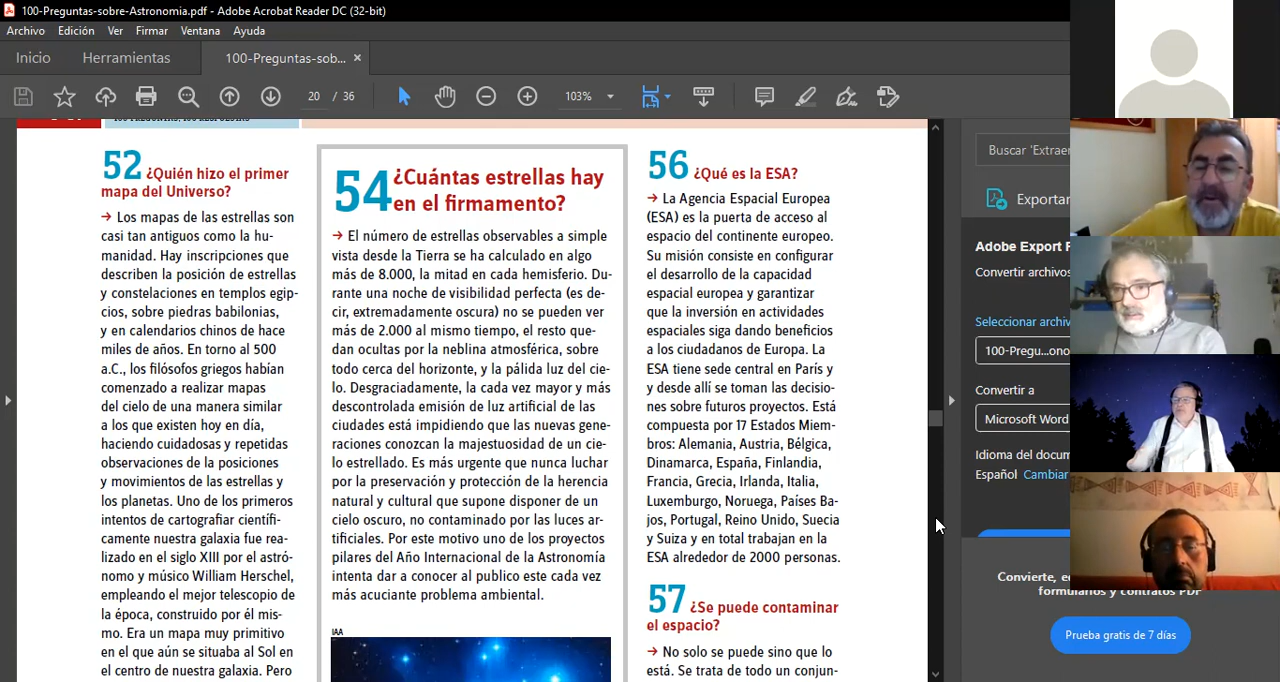 100-Preguntas-sobre-Astronomia.pdf - Adobe Acrobat Reader DC (32-bit)
Archivo Edición Ver Firmar Ventana Ayuda
Inicio Herramientas 100-Preguntas-sob... ×
20 / 36 103%
52 ¿Quién hizo el primer
mapa del Universo?
→ Los mapas de las estrellas son
casi tan antiguos como la hu-
manidad. Hay inscripciones que
describen la posición de estrellas
y constelaciones en templos egip-
cios, sobre piedras babilonias,
y en calendarios chinos de hace
miles de años. En torno al 500
a.C., los filósofos griegos habían
comenzado a realizar mapas
del cielo de una manera similar
a los que existen hoy en día,
haciendo cuidadosas y repetidas
observaciones de la posiciones
y movimientos de las estrellas y
los planetas. Uno de los primeros
intentos de cartografiar científi-
camente nuestra galaxia fue rea-
lizado en el siglo XIII por el astró-
nomo y músico William Herschel,
empleando el mejor telescopio de
la época, construido por él mis-
mo. Era un mapa muy primitivo
en el que aún se situaba al Sol en
el centro de nuestra galaxia. Pero
54 ¿Cuántas estrellas hay
en el firmamento?
→ El número de estrellas observables a simple
vista desde la Tierra se ha calculado en algo
más de 8.000, la mitad en cada hemisferio. Du-
rante una noche de visibilidad perfecta (es de-
cir, extremadamente oscura) no se pueden ver
más de 2.000 al mismo tiempo, el resto que-
dan ocultas por la neblina atmosférica, sobre
todo cerca del horizonte, y la pálida luz del cie-
lo. Desgraciadamente, la cada vez mayor y más
descontrolada emisión de luz artificial de las
ciudades está impidiendo que las nuevas gene-
raciones conozcan la majestuosidad de un cie-
lo estrellado. Es más urgente que nunca luchar
por la preservación y protección de la herencia
natural y cultural que supone disponer de un
cielo oscuro, no contaminado por las luces ar-
tificiales. Por este motivo uno de los proyectos
pilares del Año Internacional de la Astronomía
intenta dar a conocer al publico este cada vez
más acuciante problema ambiental.
IAA
56 ¿Qué es la ESA?
→ La Agencia Espacial Europea
(ESA) es la puerta de acceso al
espacio del continente europeo.
Su misión consiste en configurar
el desarrollo de la capacidad
espacial europea y garantizar
que la inversión en actividades
espaciales siga dando beneficios
a los ciudadanos de Europa. La
ESA tiene sede central en París y
y desde allí se toman las decisio-
nes sobre futuros proyectos. Está
compuesta por 17 Estados Miem-
bros: Alemania, Austria, Bélgica,
Dinamarca, España, Finlandia,
Francia, Grecia, Irlanda, Italia,
Luxemburgo, Noruega, Países Ba-
jos, Portugal, Reino Unido, Suecia
y Suiza y en total trabajan en la
ESA alrededor de 2000 personas.
57 ¿Se puede contaminar
el espacio?
→ No solo se puede sino que lo
está. Se trata de todo un conjun-
Buscar 'Extraer
Exportar
Adobe Export P
Convertir archivos
Seleccionar archiv
100-Pregu...ono
Convertir a
Microsoft Word
Idioma del docum
Español Cambiar
Convierte, ed
formularios y contratos PDF
Prueba gratis de 7 días